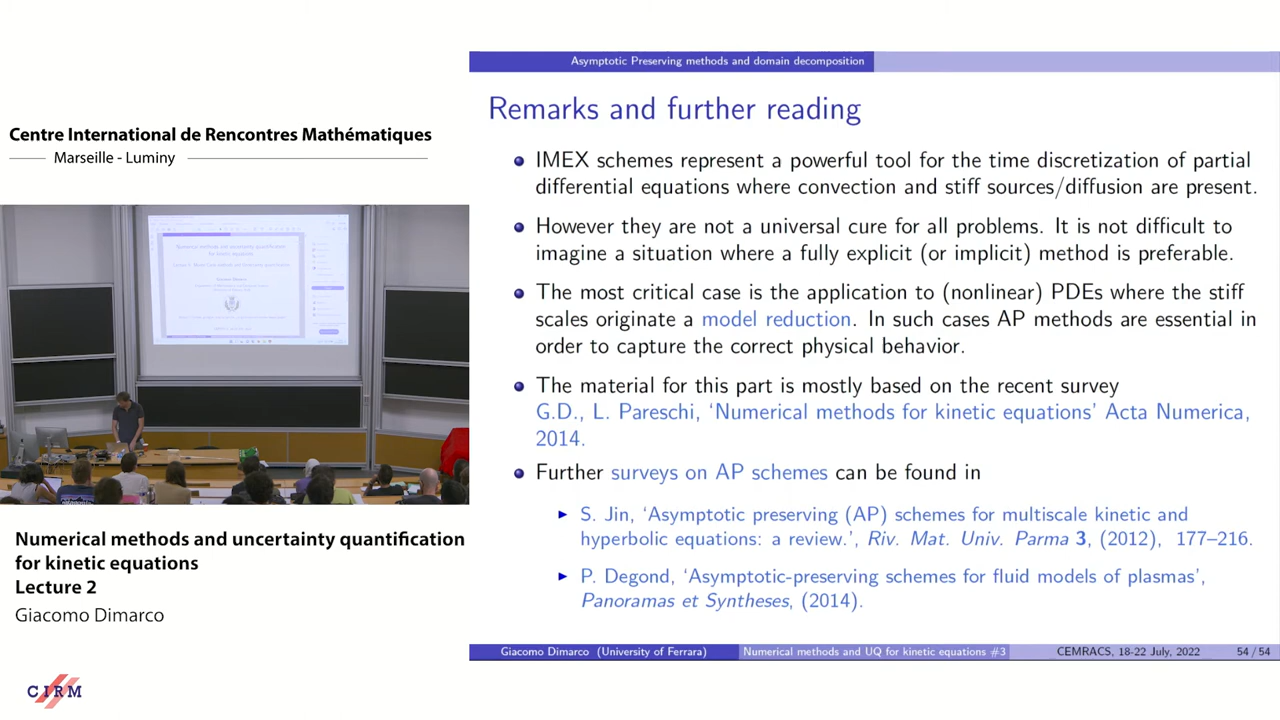 Centre International de Rencontres Mathématiques
Marseille - Luminy
Numerical methods and uncertainty quantification
for kinetic equations
Lecture 2
Giacomo Dimarco
CIRM
Asymptotic Preserving methods and domain decomposition
Remarks and further reading
IMEX schemes represent a powerful tool for the time discretization of partial
differential equations where convection and stiff sources/diffusion are present.
However they are not a universal cure for all problems. It is not difficult to
imagine a situation where a fully explicit (or implicit) method is preferable.
The most critical case is the application to (nonlinear) PDEs where the stiff
scales originate a model reduction. In such cases AP methods are essential in
order to capture the correct physical behavior.
The material for this part is mostly based on the recent survey
G.D., L. Pareschi, ‘Numerical methods for kinetic equations’ Acta Numerica,
2014.
Further surveys on AP schemes can be found in
S. Jin, ‘Asymptotic preserving (AP) schemes for multiscale kinetic and
hyperbolic equations: a review.’, Riv. Mat. Univ. Parma 3, (2012), 177–216.
P. Degond, ‘Asymptotic-preserving schemes for fluid models of plasmas’,
Panoramas et Syntheses, (2014).
Giacomo Dimarco (University of Ferrara) Numerical methods and UQ for kinetic equations #3 CEMRACS, 18-22 July, 2022 54 / 54